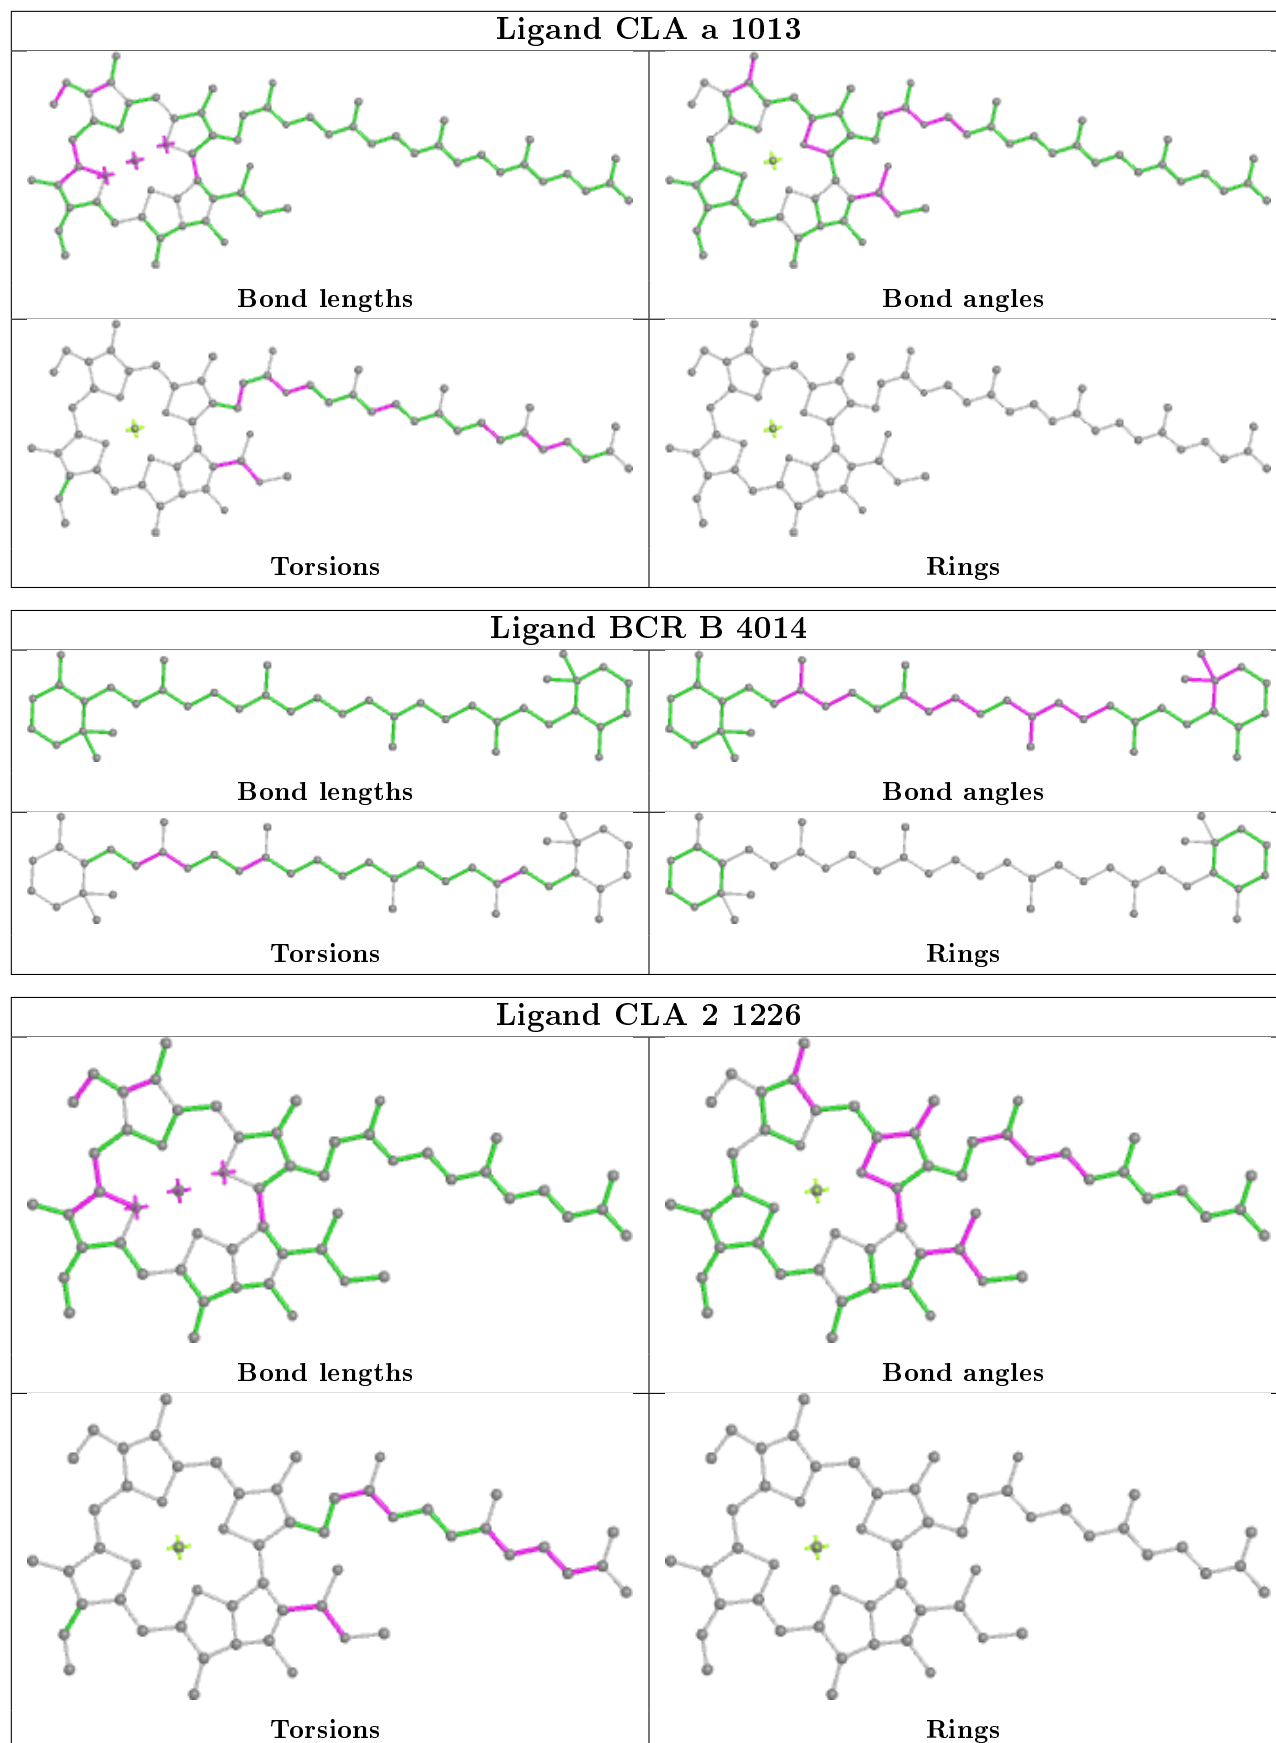 Ligand CLA a 1013
Bond lengths
Bond angles
Torsions
Rings
Ligand BCR B 4014
Bond lengths
Bond angles
Torsions
Rings
Ligand CLA 2 1226
Bond lengths
Bond angles
Torsions
Rings